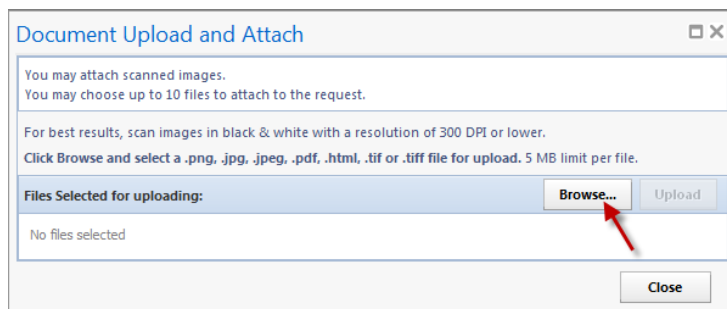 Document Upload and Attach
You may attach scanned images.
You may choose up to 10 files to attach to the request.
For best results, scan images in black & white with a resolution of 300 DPI or lower.
Click Browse and select a .png, .jpg, .jpeg, .pdf, .html, .tif or .tiff file for upload. 5 MB limit per file.
Files Selected for uploading: Browse... Upload
No files selected
Close